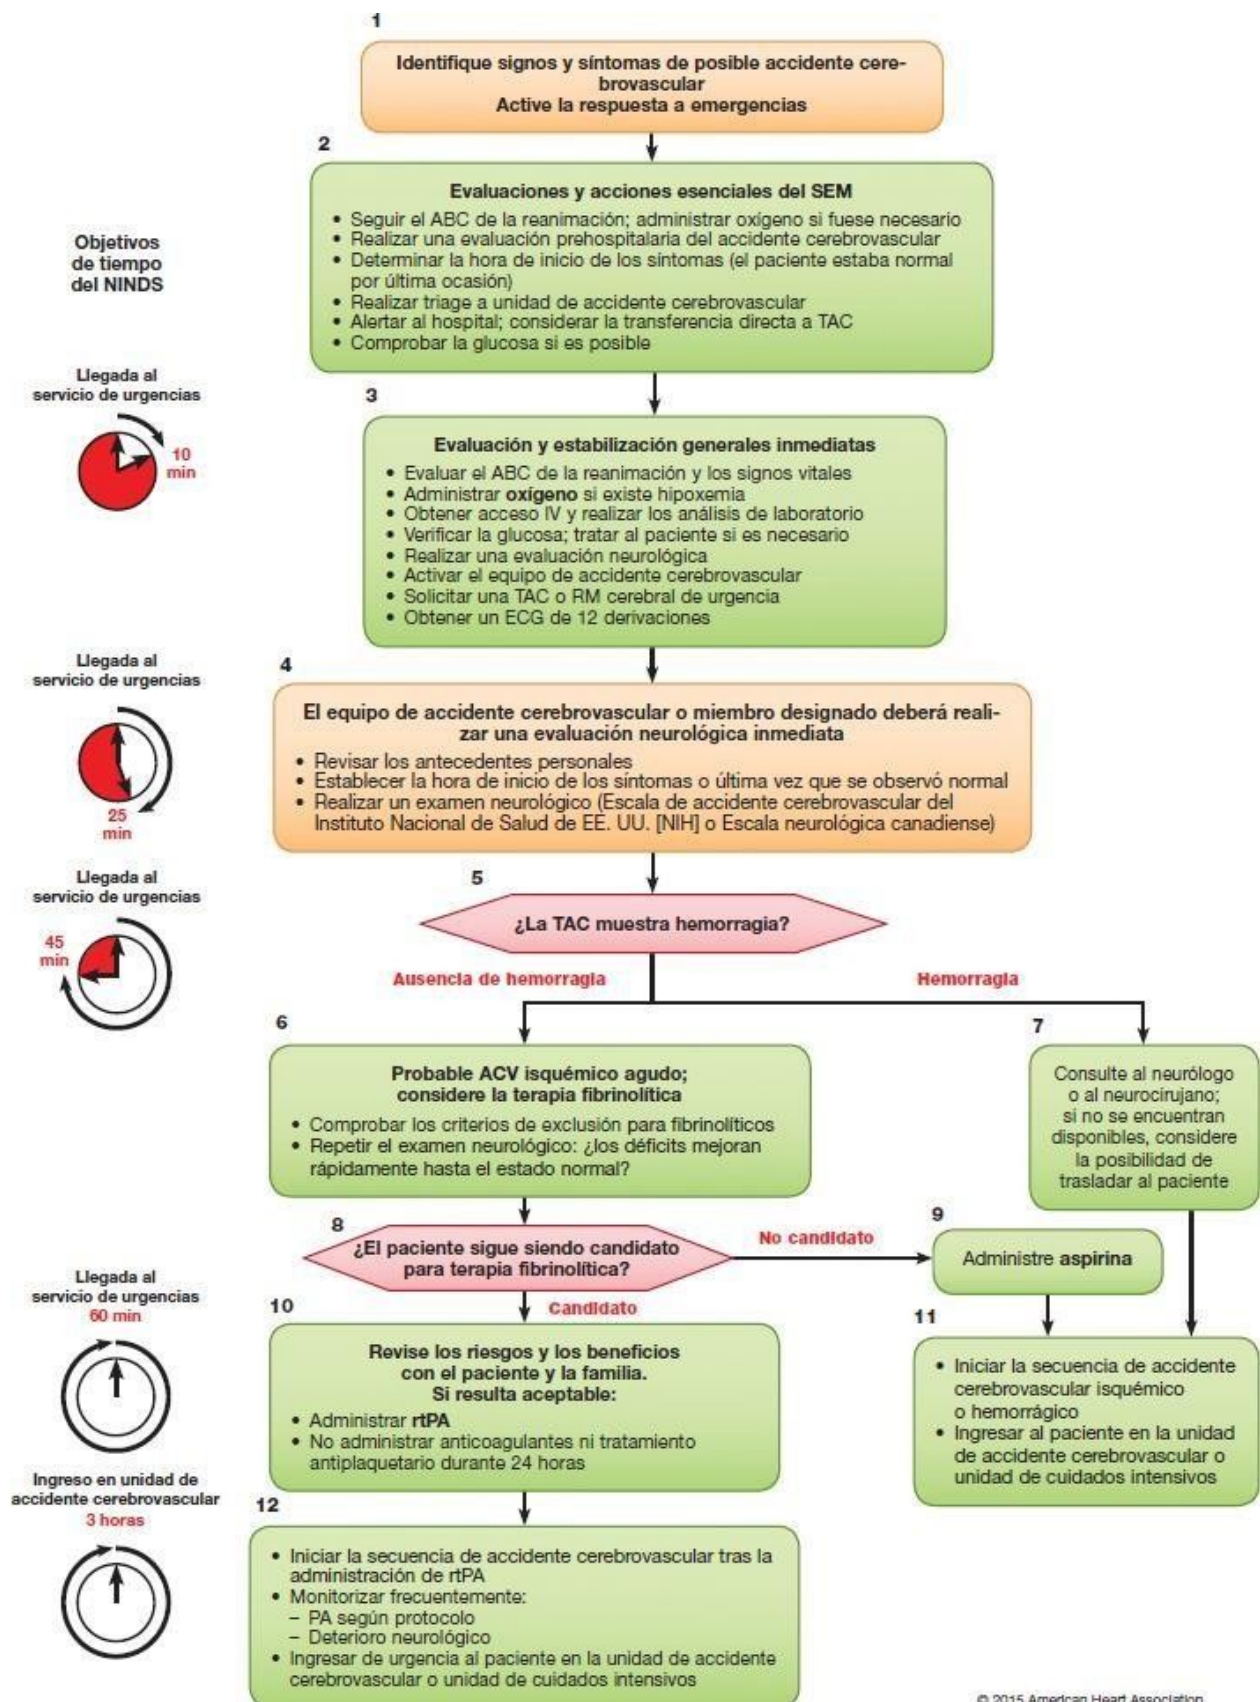 1
Identifique signos y síntomas de posible accidente cere-
brovascular
Active la respuesta a emergencias
2
Evaluaciones y acciones esenciales del SEM
• Seguir el ABC de la reanimación; administrar oxígeno si fuese necesario
• Realizar una evaluación prehospitalaria del accidente cerebrovascular
• Determinar la hora de inicio de los síntomas (el paciente estaba normal
por última ocasión)
• Realizar triage a unidad de accidente cerebrovascular
• Alertar al hospital; considerar la transferencia directa a TAC
• Comprobar la glucosa si es posible
Objetivos
de tiempo
del NINDS
Llegada al
servicio de urgencias
10
min
3
Evaluación y estabilización generales inmediatas
• Evaluar el ABC de la reanimación y los signos vitales
• Administrar oxígeno si existe hipoxemia
• Obtener acceso IV y realizar los análisis de laboratorio
• Verificar la glucosa; tratar al paciente si es necesario
• Realizar una evaluación neurológica
• Activar el equipo de accidente cerebrovascular
• Solicitar una TAC o RM cerebral de urgencia
• Obtener un ECG de 12 derivaciones
Llegada al
servicio de urgencias
25
min
4
El equipo de accidente cerebrovascular o miembro designado deberá reali-
zar una evaluación neurológica inmediata
• Revisar los antecedentes personales
• Establecer la hora de inicio de los síntomas o última vez que se observó normal
• Realizar un examen neurológico (Escala de accidente cerebrovascular del
Instituto Nacional de Salud de EE. UU. [NIH] o Escala neurológica canadiense)
Llegada al
servicio de urgencias
45
min
5
¿La TAC muestra hemorragia?
Ausencia de hemorragia
Hemorragia
6
Probable ACV isquémico agudo;
considere la terapia fibrinolítica
• Comprobar los criterios de exclusión para fibrinolíticos
• Repetir el examen neurológico: ¿los déficits mejoran
rápidamente hasta el estado normal?
7
Consulte al neurólogo
o al neurocirujano;
si no se encuentran
disponibles, considere
la posibilidad de
trasladar al paciente
8
¿El paciente sigue siendo candidato
para terapia fibrinolítica?
No candidato
9
Administre aspirina
Candidato
Llegada al
servicio de urgencias
60 min
10
Revise los riesgos y los beneficios
con el paciente y la familia.
Si resulta aceptable:
• Administrar rtPA
• No administrar anticoagulantes ni tratamiento
antiplaquetario durante 24 horas
11
• Iniciar la secuencia de accidente
cerebrovascular isquémico
o hemorrágico
• Ingresar al paciente en la unidad
de accidente cerebrovascular o
unidad de cuidados intensivos
Ingreso en unidad de
accidente cerebrovascular
3 horas
12
• Iniciar la secuencia de accidente cerebrovascular tras la
administración de rtPA
• Monitorizar frecuentemente:
– PA según protocolo
– Deterioro neurológico
• Ingresar de urgencia al paciente en la unidad de accidente
cerebrovascular o unidad de cuidados intensivos
© 2015 American Heart Association